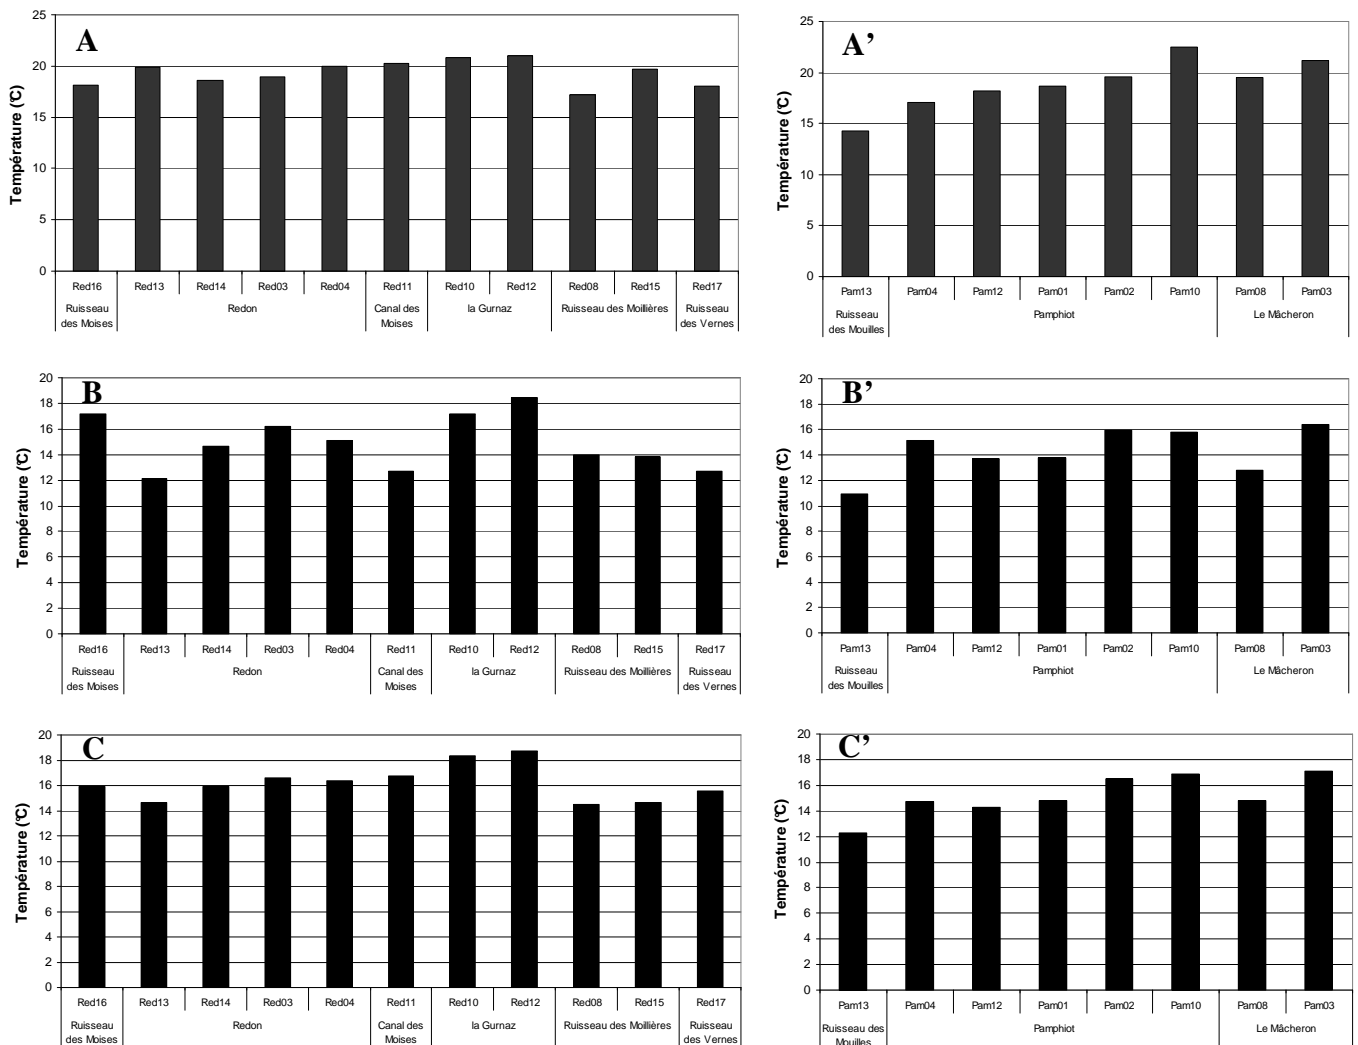 A
Température (°C)
25
20
15
10
5
0
Red16 Red13 Red14 Red03 Red04 Red11 Red10 Red12 Red08 Red15 Red17
Ruisseau des Moises
Redon
Canal des Moises
la Gurnaz
Ruisseau des Moillières
Ruisseau des Vernes
A'
Température (°C)
25
20
15
10
5
0
Pam13 Pam04 Pam12 Pam01 Pam02 Pam10 Pam08 Pam03
Ruisseau des Mouilles
Pamphiot
Le Mâcheron
B
Température (°C)
20
18
16
14
12
10
8
6
4
2
0
Red16 Red13 Red14 Red03 Red04 Red11 Red10 Red12 Red08 Red15 Red17
Ruisseau des Moises
Redon
Canal des Moises
la Gurnaz
Ruisseau des Moillières
Ruisseau des Vernes
B'
Température (°C)
20
18
16
14
12
10
8
6
4
2
0
Pam13 Pam04 Pam12 Pam01 Pam02 Pam10 Pam08 Pam03
Ruisseau des Mouilles
Pamphiot
Le Mâcheron
C
Température (°C)
20
18
16
14
12
10
8
6
4
2
0
Red16 Red13 Red14 Red03 Red04 Red11 Red10 Red12 Red08 Red15 Red17
Ruisseau des Moises
Redon
Canal des Moises
la Gurnaz
Ruisseau des Moillières
Ruisseau des Vernes
C'
Température (°C)
20
18
16
14
12
10
8
6
4
2
0
Pam13 Pam04 Pam12 Pam01 Pam02 Pam10 Pam08 Pam03
Ruisseau des Mouilles
Pamphiot
Le Mâcheron